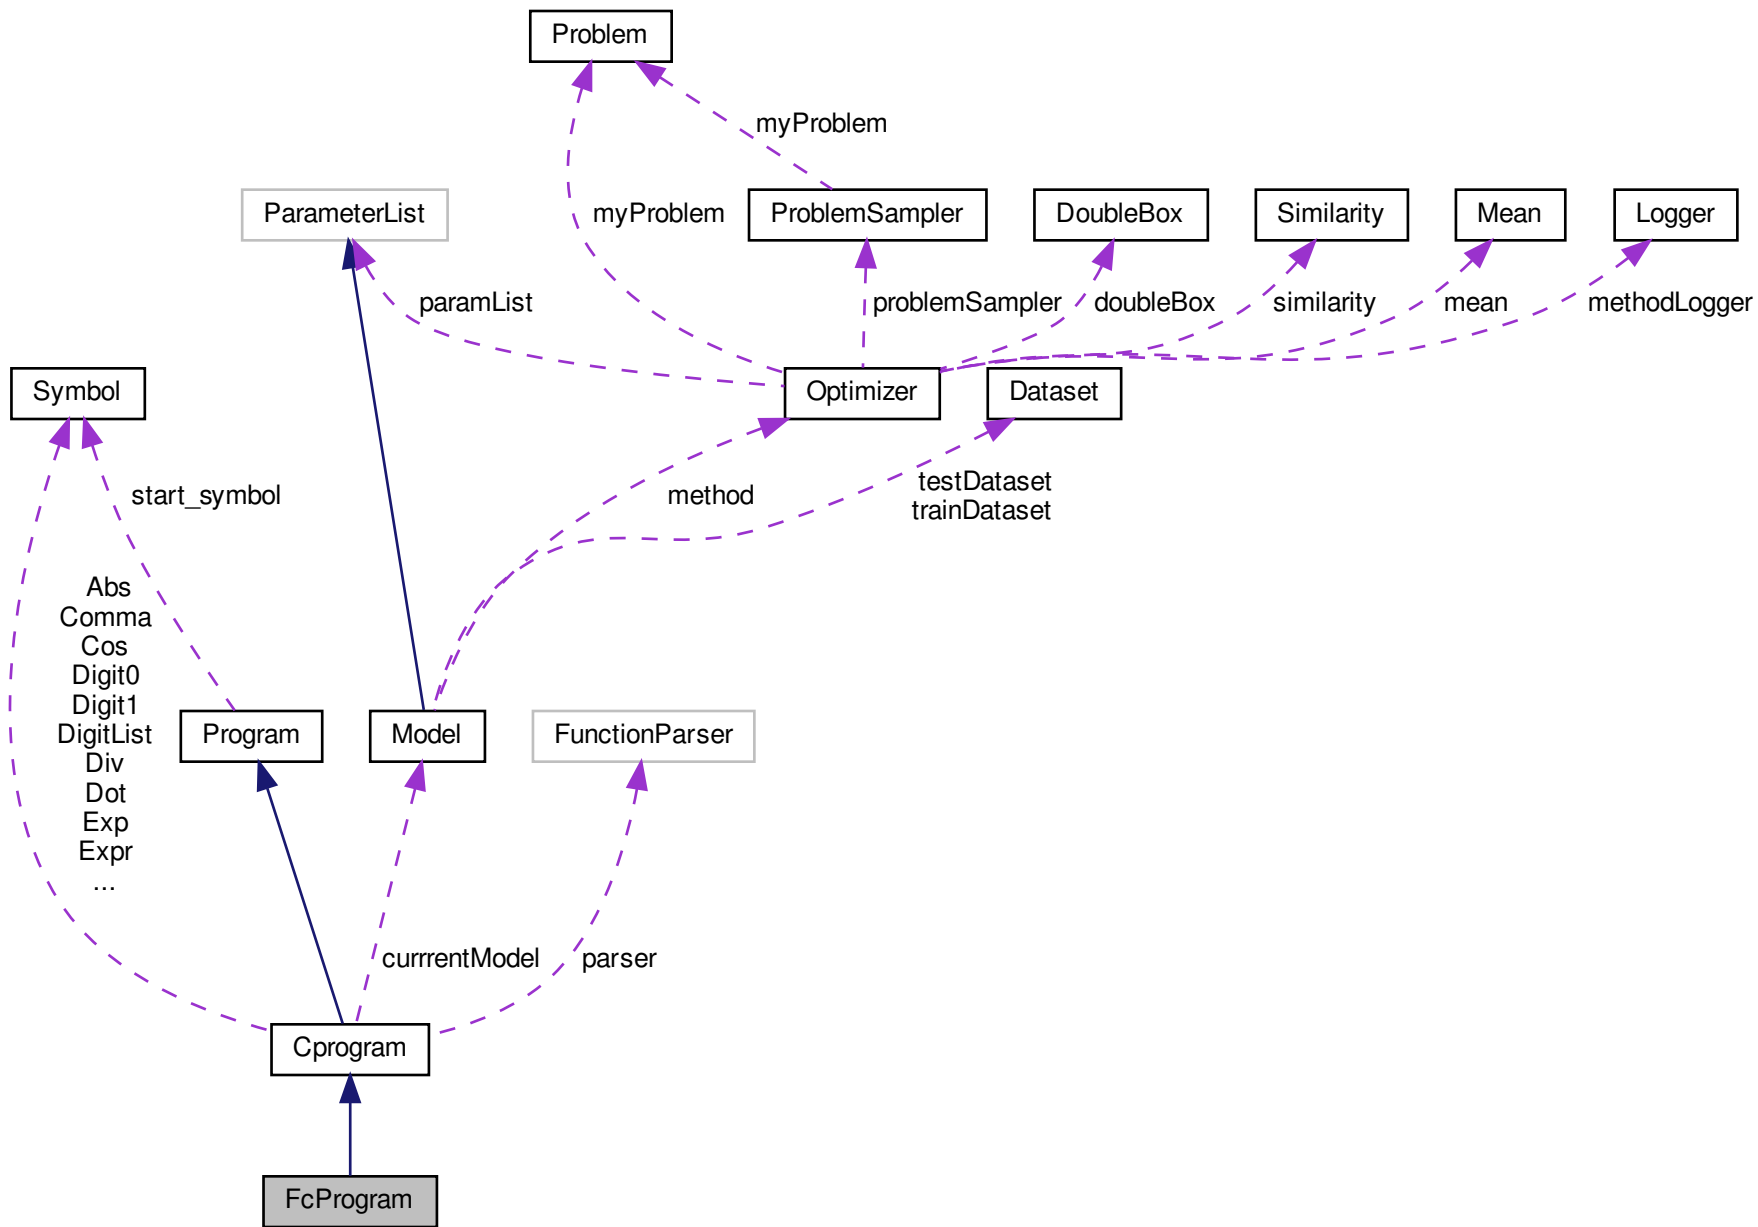 Problem
myProblem
ParameterList
myProblem
ProblemSampler
DoubleBox
Similarity
Mean
Logger
paramList
problemSampler
doubleBox
similarity
mean
methodLogger
Symbol
Optimizer
Dataset
start_symbol
method
testDataset
trainDataset
Abs
Comma
Cos
Digit0
Digit1
DigitList
Div
Dot
Exp
Expr
...
Program
Model
FunctionParser
currrentModel
parser
Cprogram
FcProgram